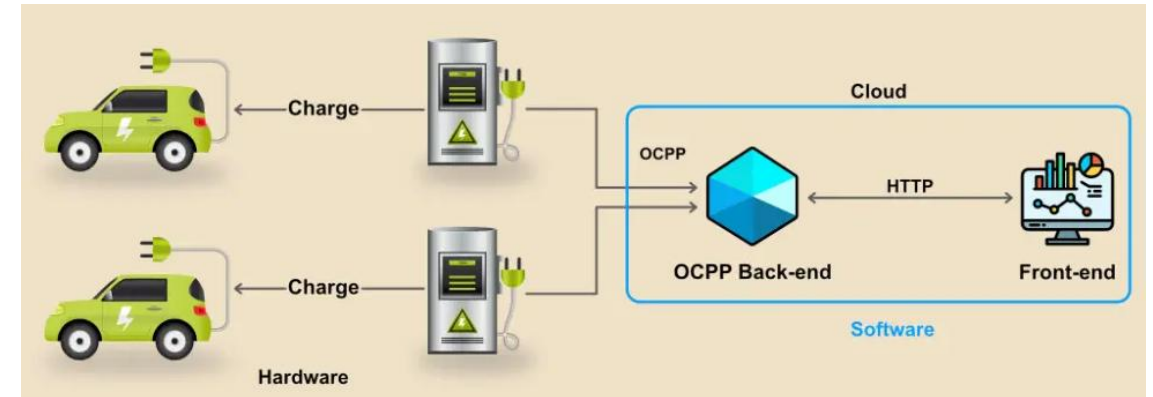 Charge
Cloud
OCPP
HTTP
OCPP Back-end
Front-end
Charge
Software
Hardware